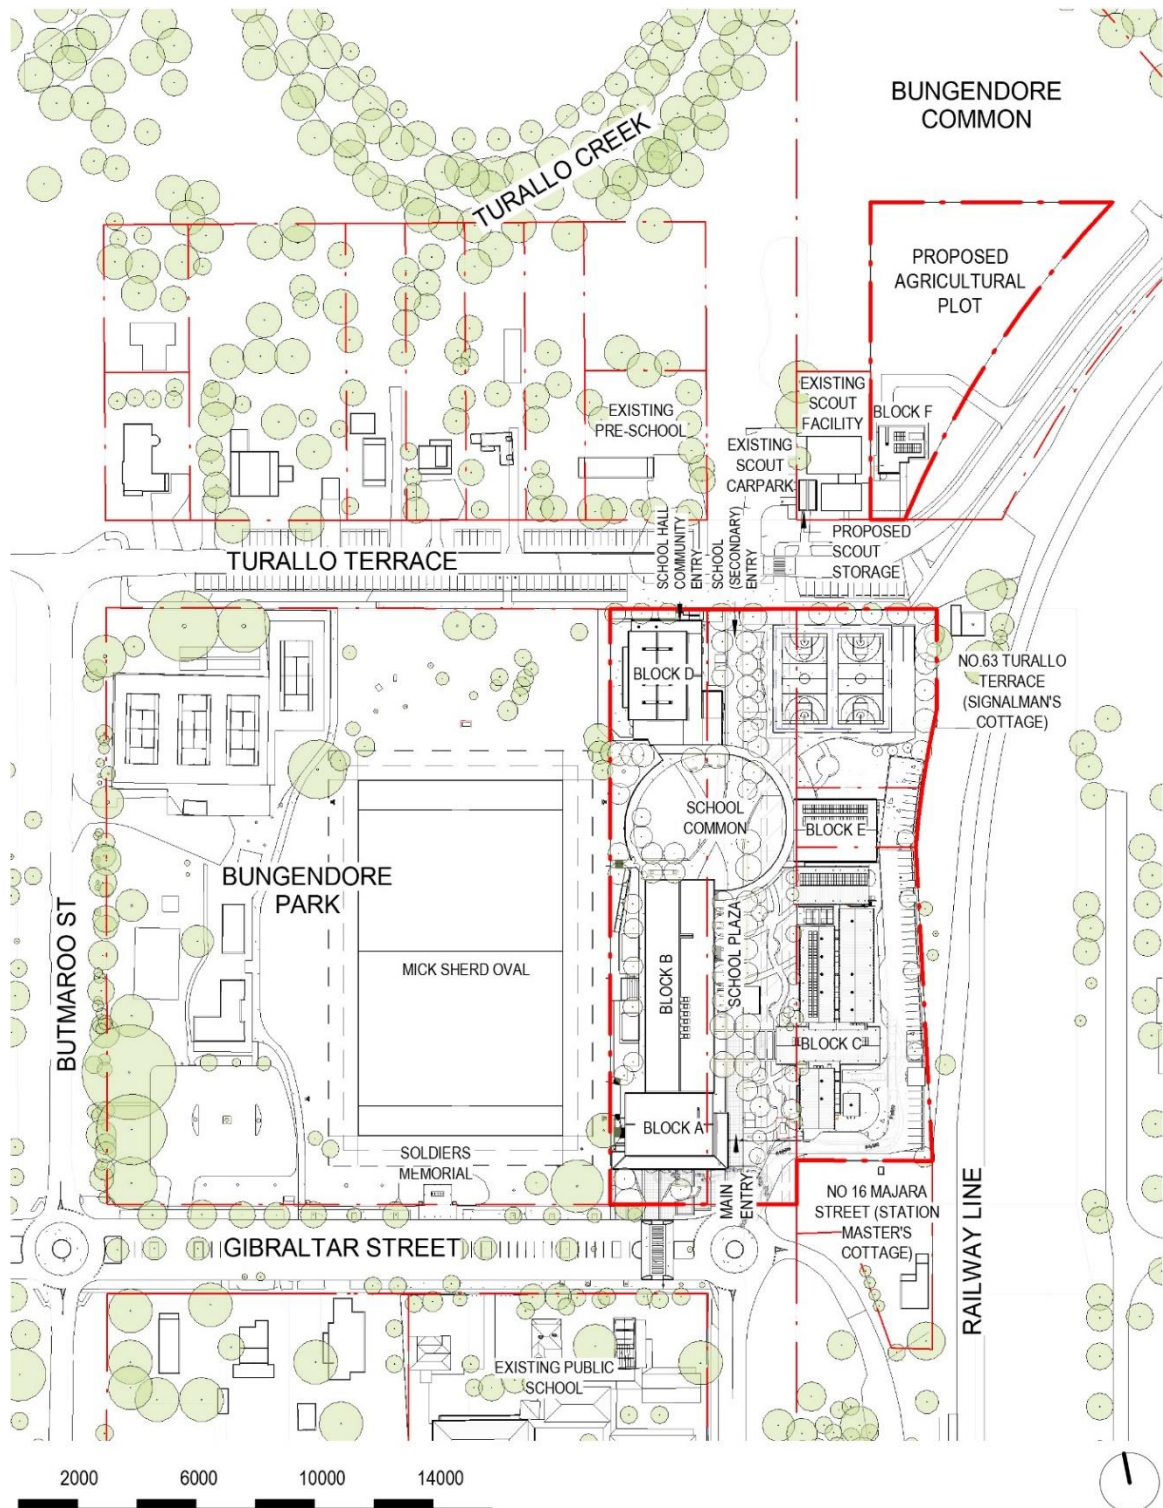 BUNGENDORE
COMMON
TURALLO CREEK
PROPOSED
AGRICULTURAL
PLOT
EXISTING
SCOUT
FACILITY
BLOCK F
EXISTING
PRE-SCHOOL
EXISTING
SCOUT
CARPARK
PROPOSED
SCOUT
STORAGE
TURALLO TERRACE
SCHOOL HALL
COMMUNITY
ENTRY
SCHOOL
(SECONDARY)
ENTRY
BLOCK D
NO.63 TURALLO
TERRACE
(SIGNALMAN'S
COTTAGE)
SCHOOL
COMMON
BLOCK E
BUNGENDORE
PARK
BUTMAROO ST
MICK SHERD OVAL
BLOCK B
SCHOOL PLAZA
BLOCK C
BLOCK A
SOLDIERS
MEMORIAL
MAIN
ENTRY
NO 16 MAJARA
STREET (STATION
MASTER'S
COTTAGE)
RAILWAY LINE
GIBRALTAR STREET
EXISTING PUBLIC
SCHOOL
2000 6000 10000 14000